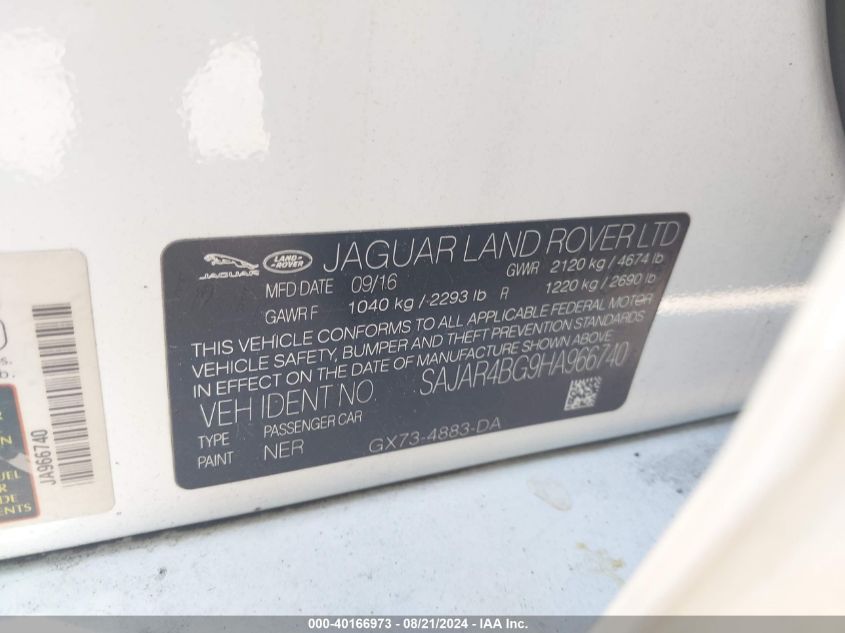 JAGUAR
LAND-
ROVER
JAGUAR LAND ROVER LTD
MFD DATE 09/16 GWR 2120 kg / 4674 lb
GAWR F 1040 kg / 2293 lb R 1220 kg / 2690 lb
THIS VEHICLE CONFORMS TO ALL APPLICABLE FEDERAL MOTOR
VEHICLE SAFETY, BUMPER AND THEFT PREVENTION STANDARDS
IN EFFECT ON THE DATE OF MANUFACTURE SHOWN ABOVE.
VEH IDENT NO. SAJAR4BG9HA966740
TYPE PASSENGER CAR
PAINT NER GX73-4883-DA
s.
b.
R
N
UEL
R
DE
ENTS
JA966740
000-40166973 - 08/21/2024 - IAA Inc.